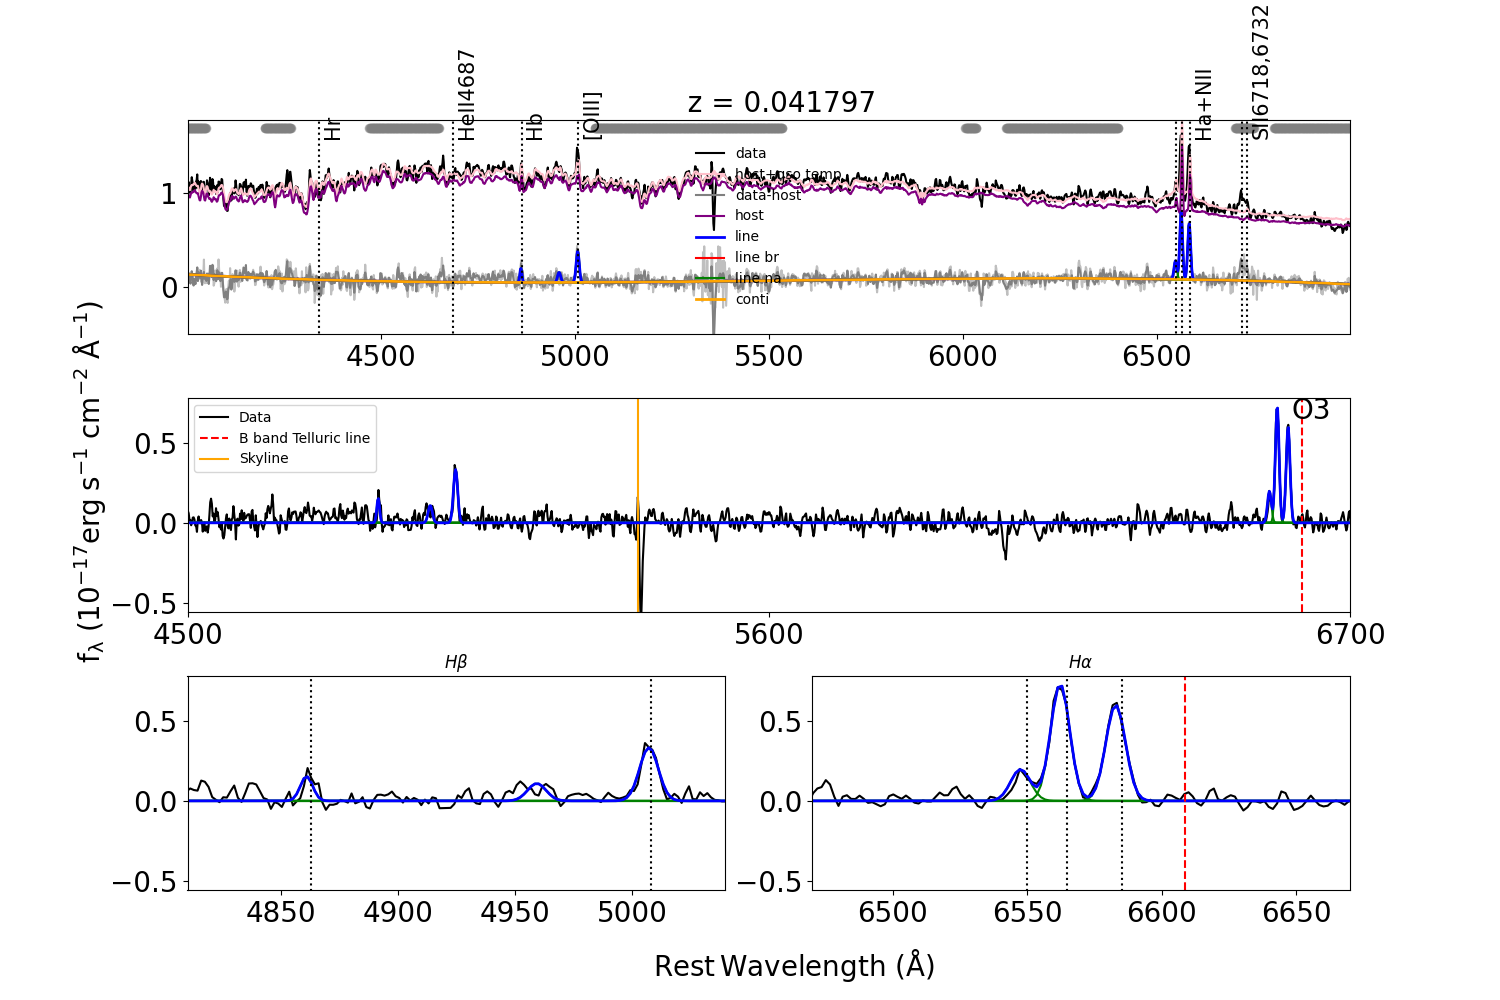 z = 0.041797
Hr
HeII4687
Hb
[OIII]
Ha+NII
SII6718,6732
data
host+qso temp
data-host
host
line
line br
line na
conti
1
0
4500 5000 5500 6000 6500
fλ (10−17erg s−1 cm−2 Å−1)
Data
B band Telluric line
Skyline
O3
0.5
0.0
−0.5
4500 5600 6700
Hβ
0.5
0.0
−0.5
4850 4900 4950 5000
Hα
0.5
0.0
−0.5
6500 6550 6600 6650
Rest Wavelength (Å)